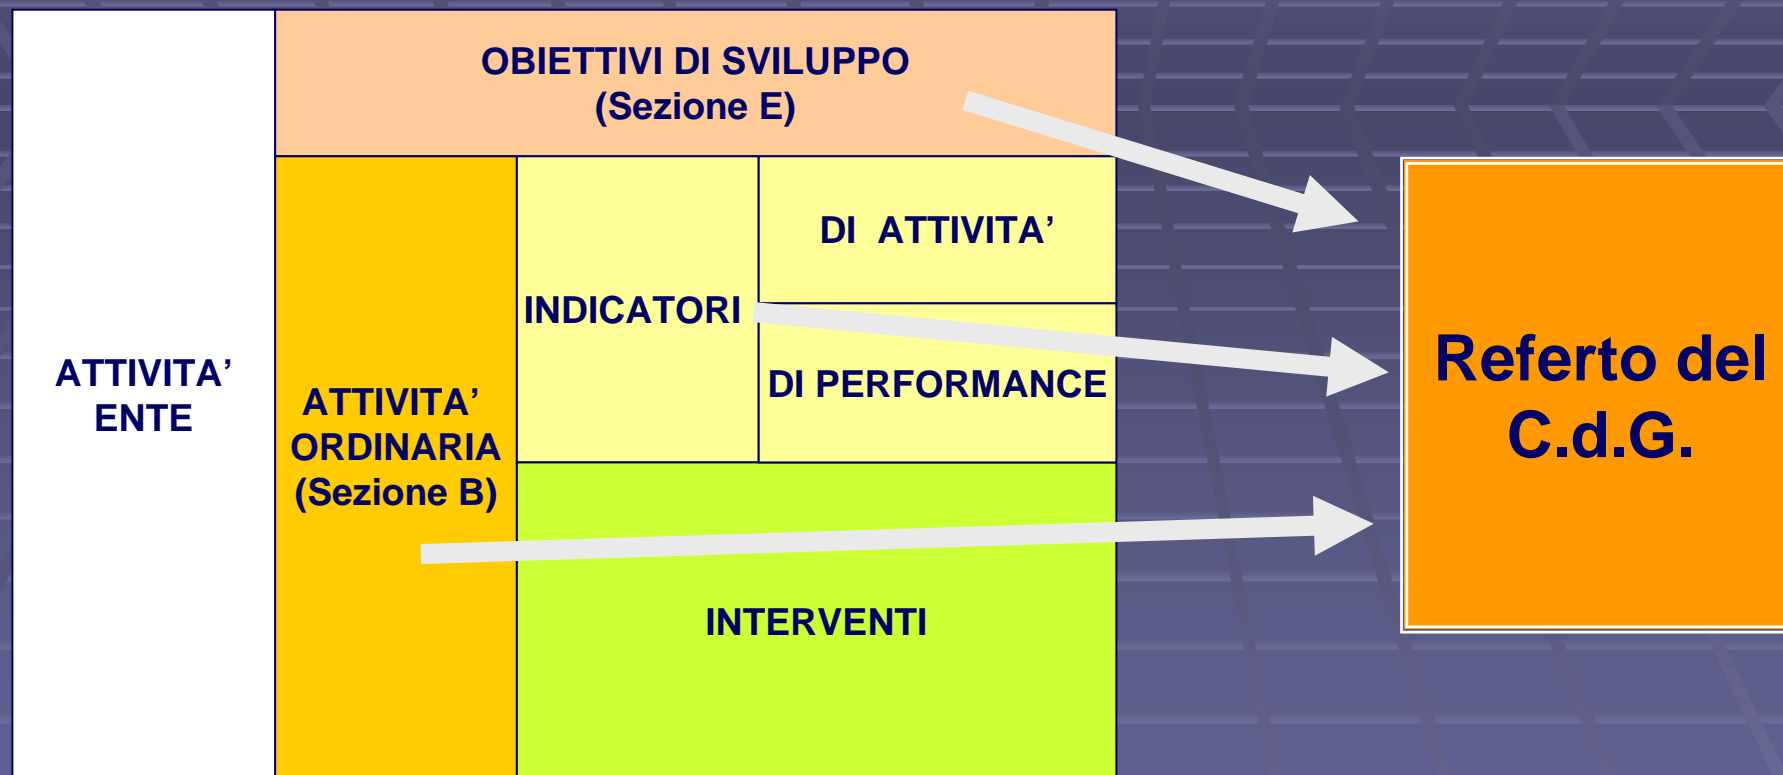 OBIETTIVI DI SVILUPPO
(Sezione E)
ATTIVITA’
ENTE
ATTIVITA’
ORDINARIA
(Sezione B)
INDICATORI
DI ATTIVITA’
DI PERFORMANCE
INTERVENTI
Referto del
C.d.G.